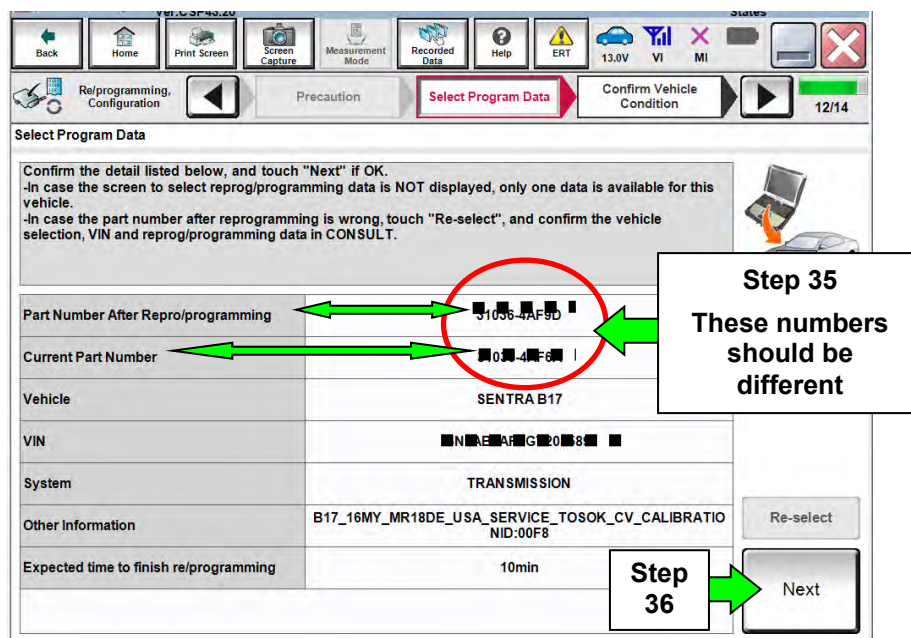 Ver.CSP43.20
States
Back
Home
Print Screen
Screen Capture
Measurement Mode
Recorded Data
Help
ERT
13.0V
VI
MI
Re/programming, Configuration
Precaution
Select Program Data
Confirm Vehicle Condition
12/14
Select Program Data
Confirm the detail listed below, and touch "Next" if OK.
-In case the screen to select reprog/programming data is NOT displayed, only one data is available for this
vehicle.
-In case the part number after reprogramming is wrong, touch "Re-select", and confirm the vehicle
selection, VIN and reprog/programming data in CONSULT.
Step 35
These numbers
should be
different
Part Number After Repro/programming
Current Part Number
Vehicle
SENTRA B17
VIN
System
TRANSMISSION
Other Information
B17_16MY_MR18DE_USA_SERVICE_TOSOK_CV_CALIBRATIO
NID:00F8
Re-select
Expected time to finish re/programming
10min
Step
36
Next